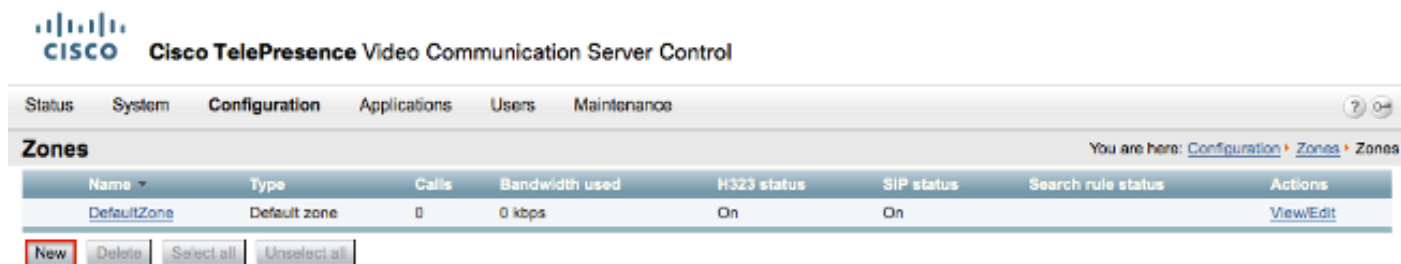 CISCO Cisco TelePresence Video Communication Server Control
Status System Configuration Applications Users Maintenance ?
Zones You are here: Configuration Zones Zones
Name Type Calls Bandwidth used H323 status SIP status Search rule status Actions
DefaultZone Default zone 0 0 kbps On On View/Edit
New Delete Select all Unselect all